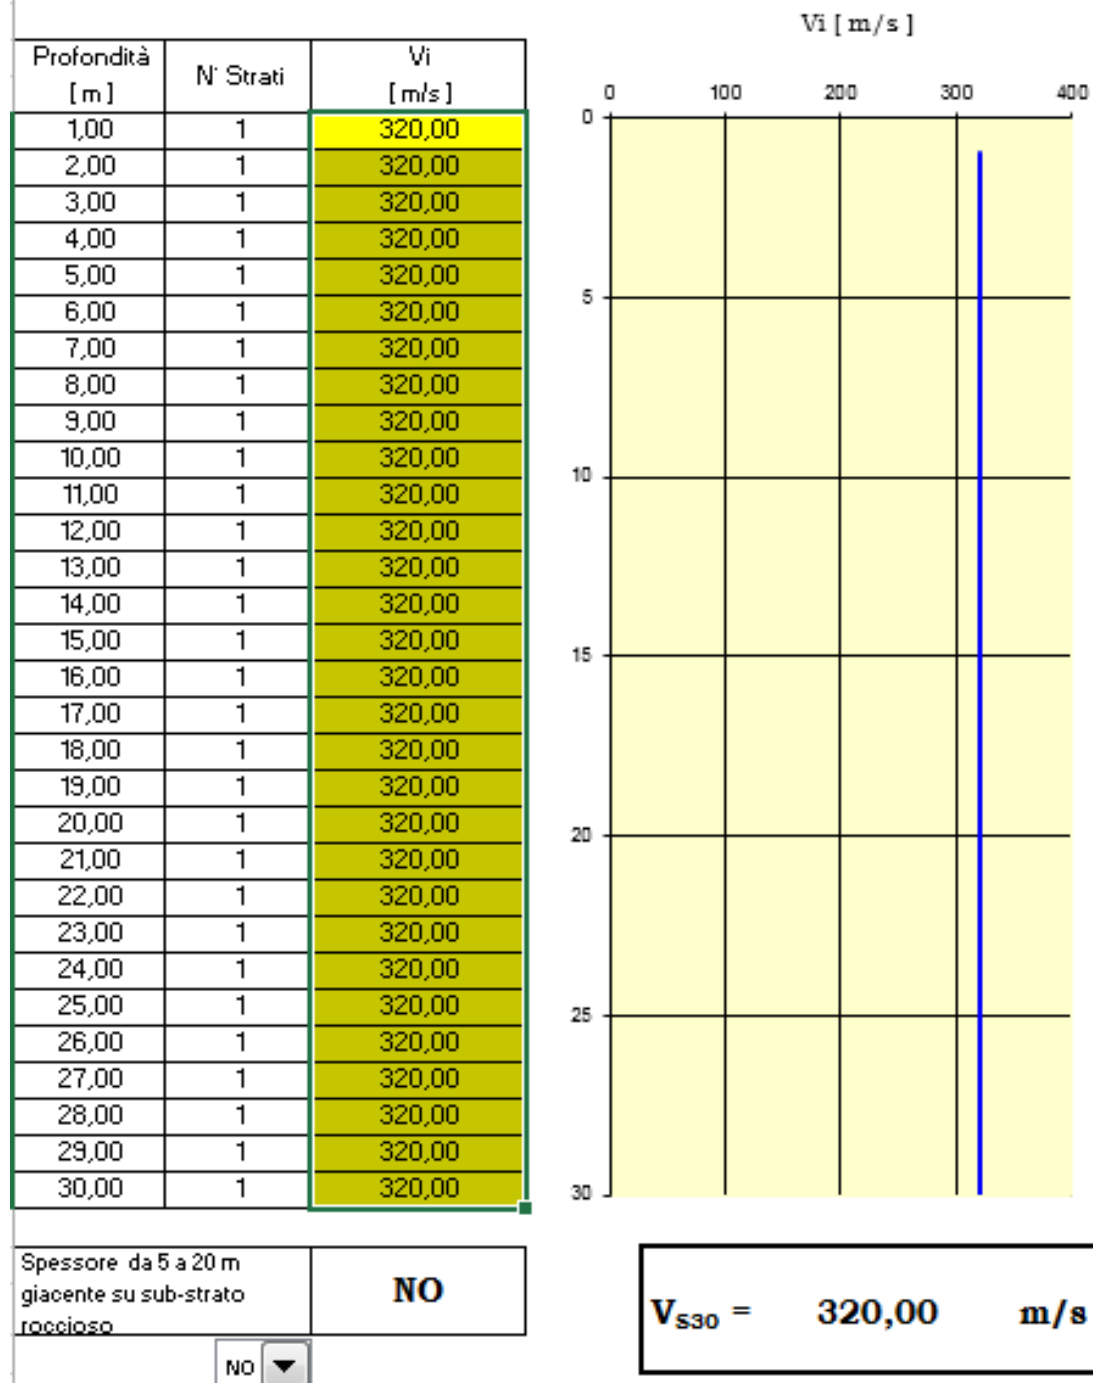 Vi [ m/s ]
Profondità [ m ] N° Strati Vi [ m/s ]
1,00 1 320,00
2,00 1 320,00
3,00 1 320,00
4,00 1 320,00
5,00 1 320,00
6,00 1 320,00
7,00 1 320,00
8,00 1 320,00
9,00 1 320,00
10,00 1 320,00
11,00 1 320,00
12,00 1 320,00
13,00 1 320,00
14,00 1 320,00
15,00 1 320,00
16,00 1 320,00
17,00 1 320,00
18,00 1 320,00
19,00 1 320,00
20,00 1 320,00
21,00 1 320,00
22,00 1 320,00
23,00 1 320,00
24,00 1 320,00
25,00 1 320,00
26,00 1 320,00
27,00 1 320,00
28,00 1 320,00
29,00 1 320,00
30,00 1 320,00
0 100 200 300 400
0
5
10
15
20
25
30
Spessore da 5 a 20 m
giacente su sub-strato
roccioso
NO
NO
VS30 = 320,00 m/s